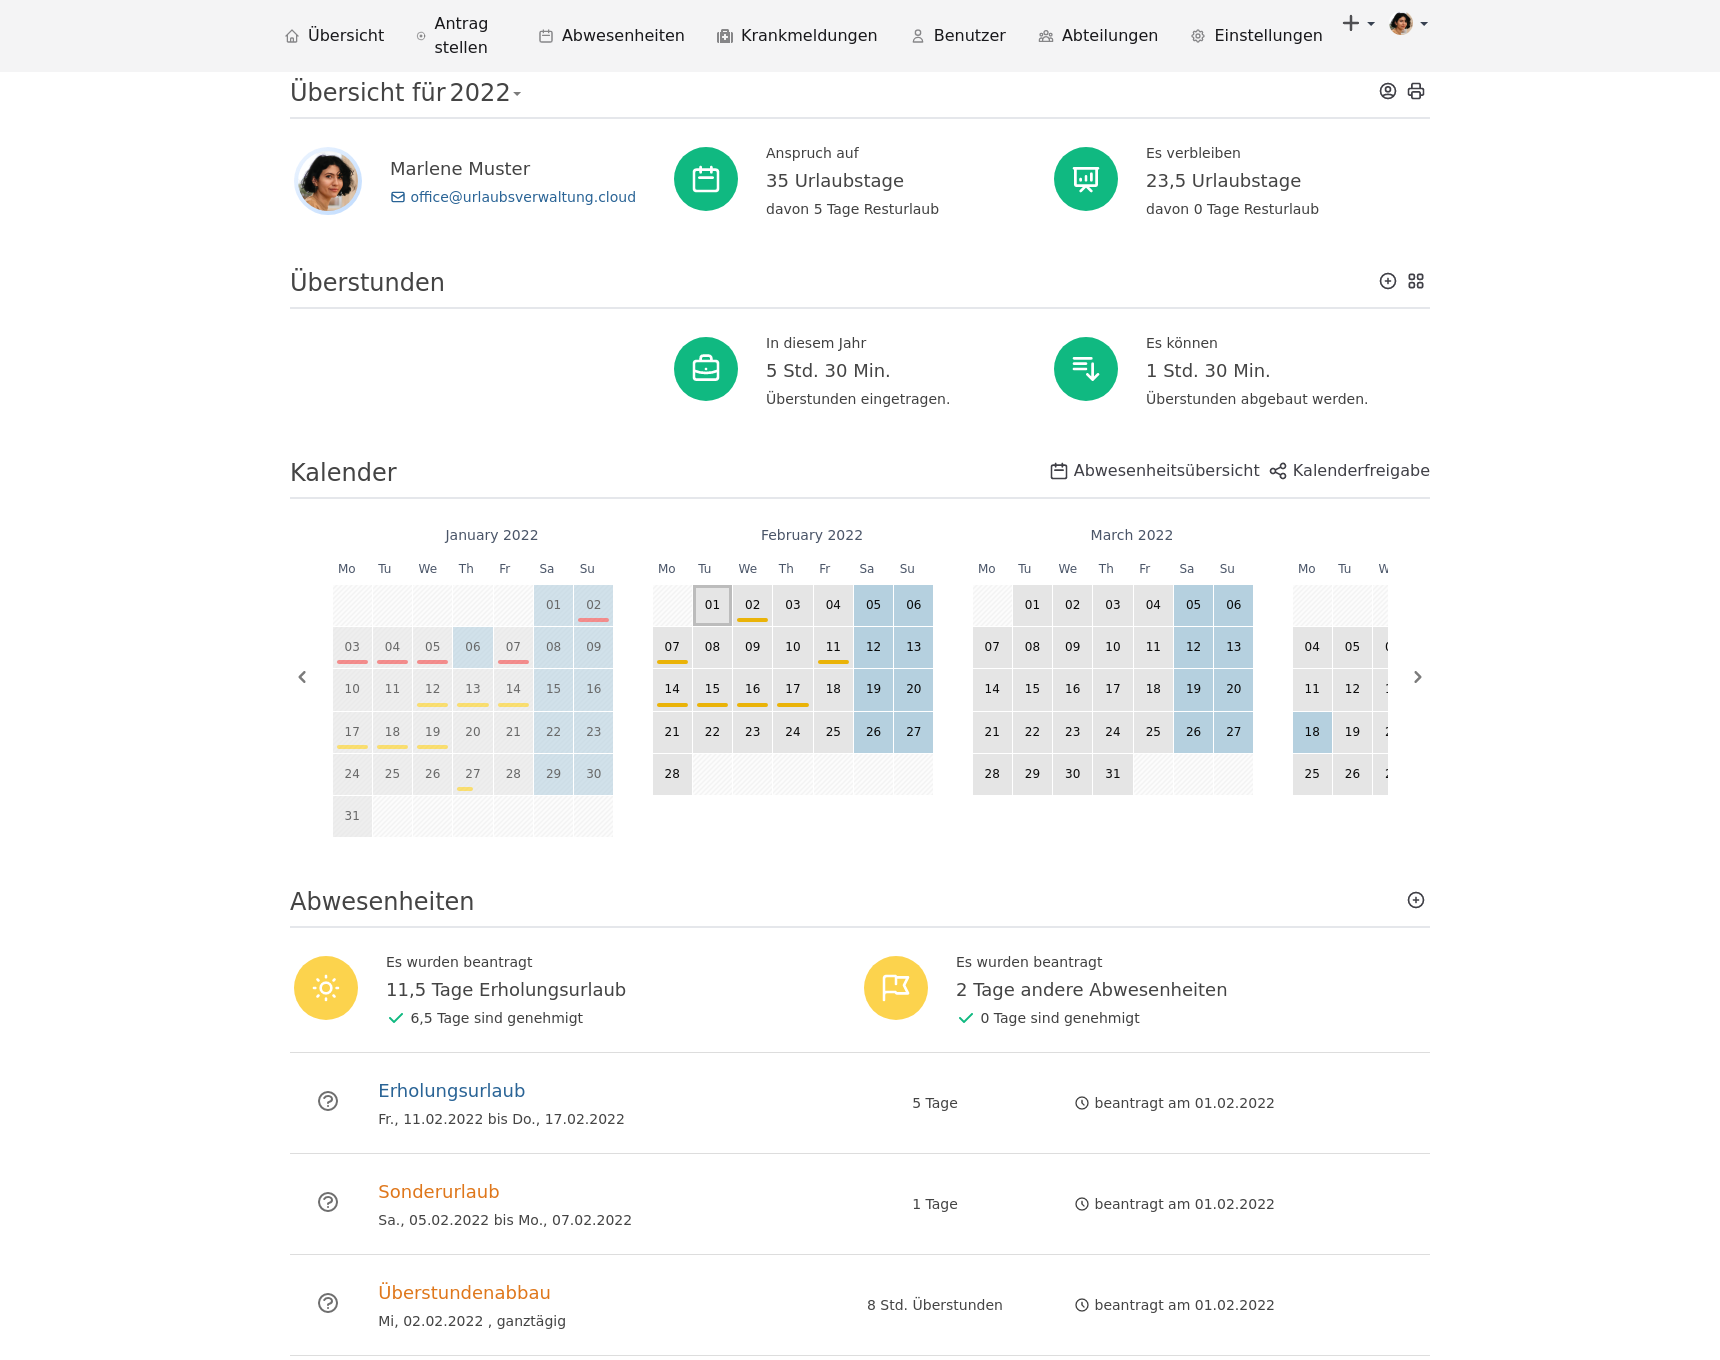 Übersicht
Antrag stellen
Abwesenheiten
Krankmeldungen
Benutzer
Abteilungen
Einstellungen
Übersicht für 2022
Marlene Muster
office@urlaubsverwaltung.cloud
Anspruch auf
35 Urlaubstage
davon 5 Tage Resturlaub
Es verbleiben
23,5 Urlaubstage
davon 0 Tage Resturlaub
Überstunden
In diesem Jahr
5 Std. 30 Min.
Überstunden eingetragen.
Es können
1 Std. 30 Min.
Überstunden abgebaut werden.
Kalender
Abwesenheitsübersicht
Kalenderfreigabe
January 2022
Mo Tu We Th Fr Sa Su
01 02
03 04 05 06 07 08 09
10 11 12 13 14 15 16
17 18 19 20 21 22 23
24 25 26 27 28 29 30
31
February 2022
Mo Tu We Th Fr Sa Su
01 02 03 04 05 06
07 08 09 10 11 12 13
14 15 16 17 18 19 20
21 22 23 24 25 26 27
28
March 2022
Mo Tu We Th Fr Sa Su
01 02 03 04 05 06
07 08 09 10 11 12 13
14 15 16 17 18 19 20
21 22 23 24 25 26 27
28 29 30 31
Mo Tu
04 05
11 12
18 19
25 26
Abwesenheiten
Es wurden beantragt
11,5 Tage Erholungsurlaub
6,5 Tage sind genehmigt
Es wurden beantragt
2 Tage andere Abwesenheiten
0 Tage sind genehmigt
Erholungsurlaub
Fr., 11.02.2022 bis Do., 17.02.2022
5 Tage
beantragt am 01.02.2022
Sonderurlaub
Sa., 05.02.2022 bis Mo., 07.02.2022
1 Tage
beantragt am 01.02.2022
Überstundenabbau
Mi, 02.02.2022 , ganztägig
8 Std. Überstunden
beantragt am 01.02.2022